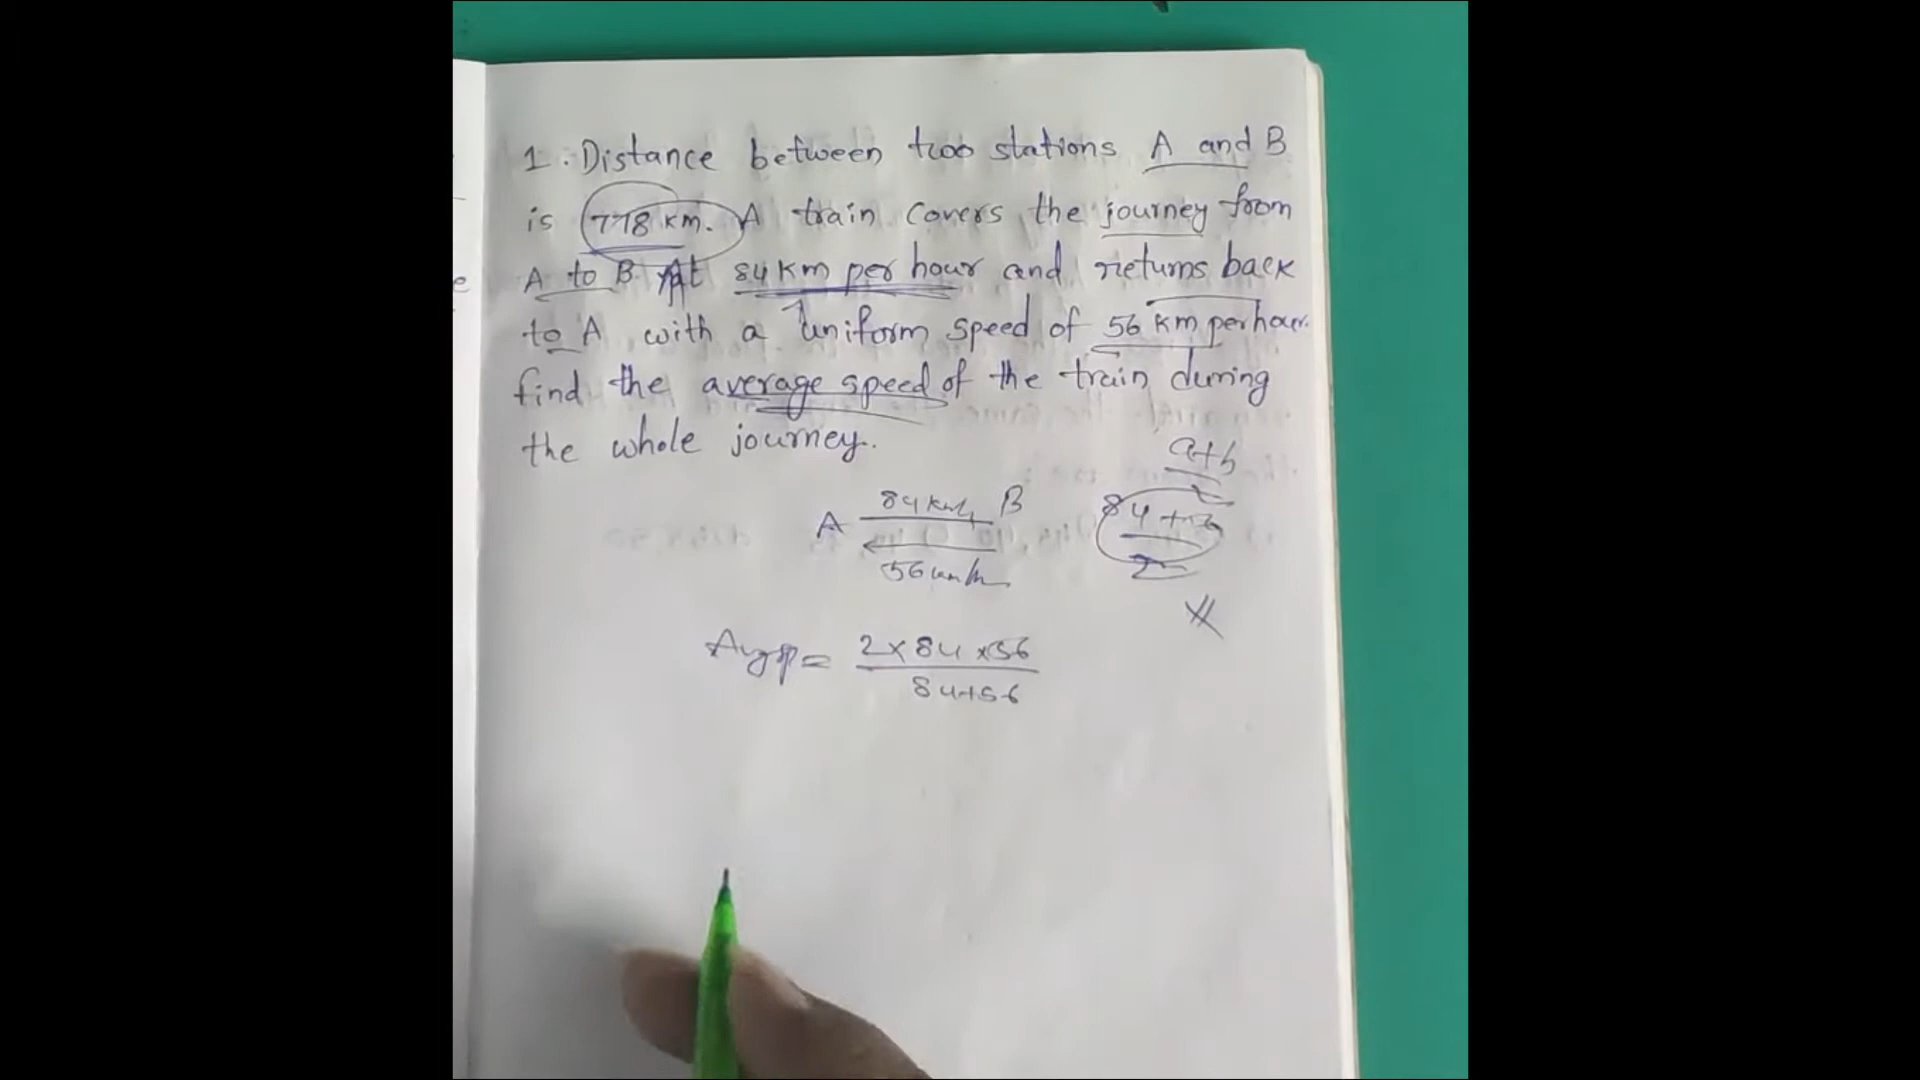 1. Distance between two stations A and B
is 778 km. A train covers the journey from
A to B At 84 km per hour and returns back
to A with a uniform speed of 56 km per hour.
find the average speed of the train during
the whole journey.
a+b
2
A 84 km/h B
84+56
2
56 km/h
Avg sp = 2 x 84 x 56
84+56
e